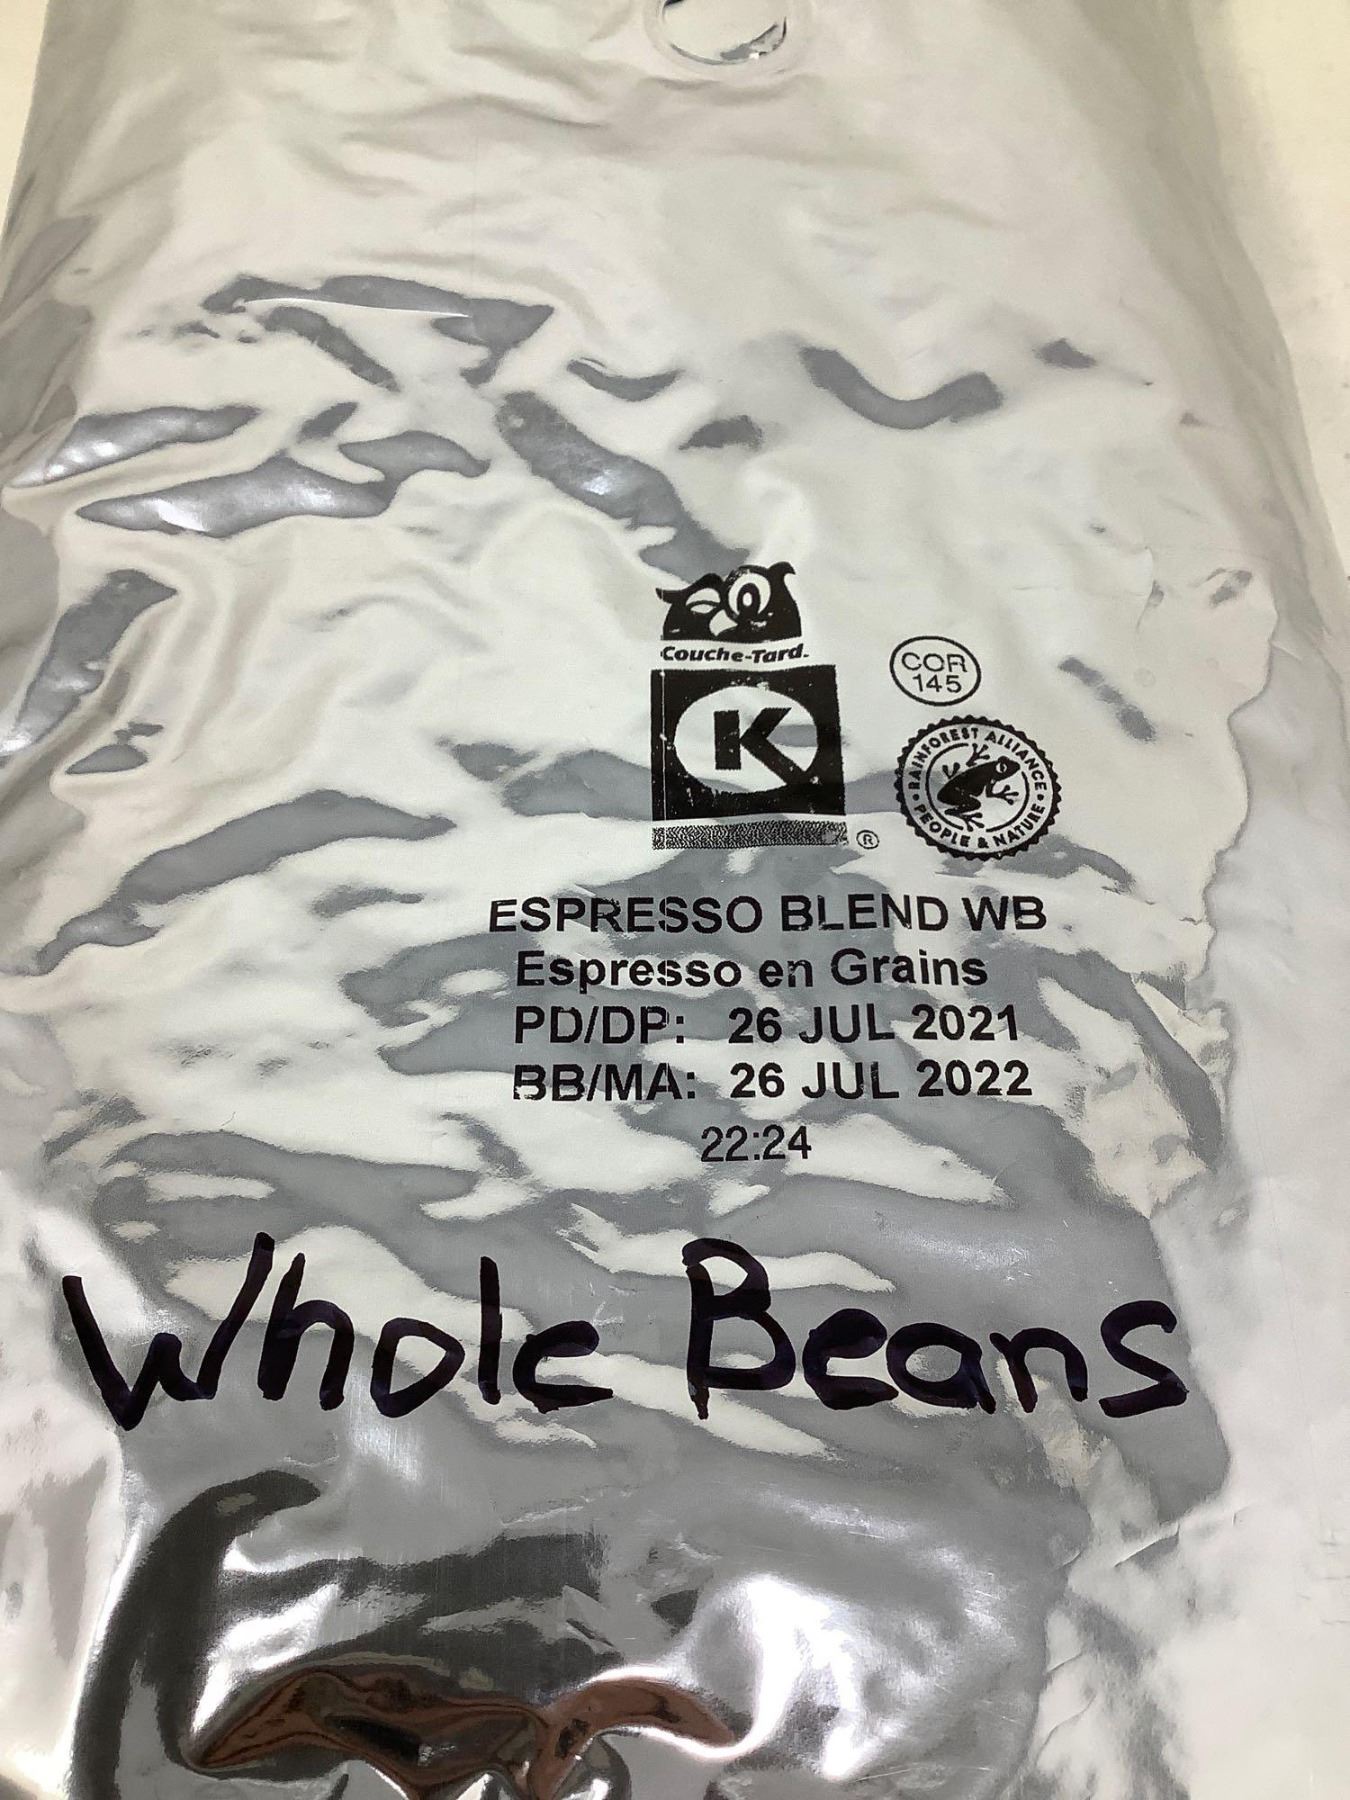 Couche-Tard.
K
®
COR
145
RAINFOREST ALLIANCE
PEOPLE & NATURE
ESPRESSO BLEND WB
Espresso en Grains
PD/DP: 26 JUL 2021
BB/MA: 26 JUL 2022
22:24
Whole Beans